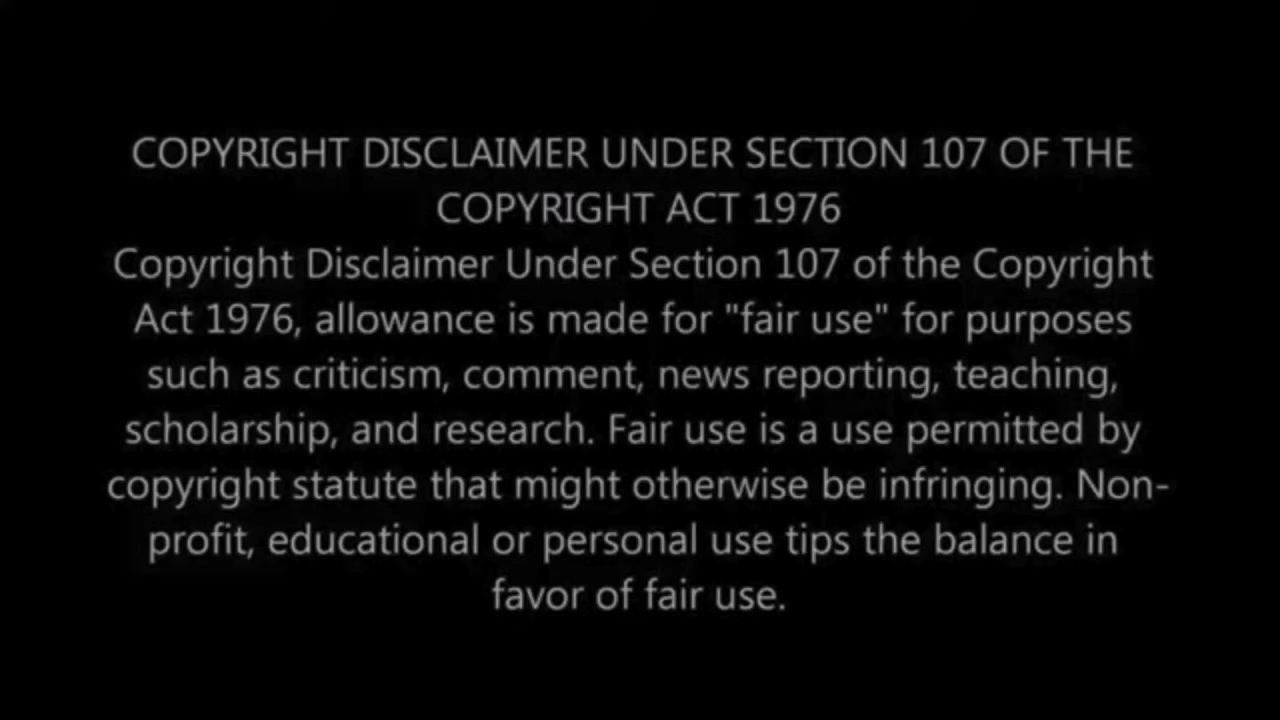 COPYRIGHT DISCLAIMER UNDER SECTION 107 OF THE
COPYRIGHT ACT 1976
Copyright Disclaimer Under Section 107 of the Copyright
Act 1976, allowance is made for "fair use" for purposes
such as criticism, comment, news reporting, teaching,
scholarship, and research. Fair use is a use permitted by
copyright statute that might otherwise be infringing. Non-
profit, educational or personal use tips the balance in
favor of fair use.